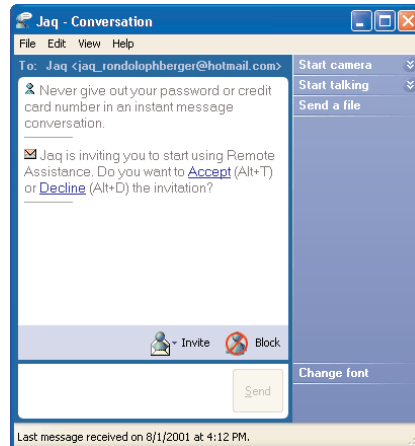 Jaq - Conversation
File Edit View Help
To: Jaq <jaq_rondolophberger@hotmail.com>
Never give out your password or credit
card number in an instant message
conversation.
Jaq is inviting you to start using Remote
Assistance. Do you want to Accept (Alt+T)
or Decline (Alt+D) the invitation?
Invite Block
Send
Start camera
Start talking
Send a file
Change font
Last message received on 8/1/2001 at 4:12 PM.